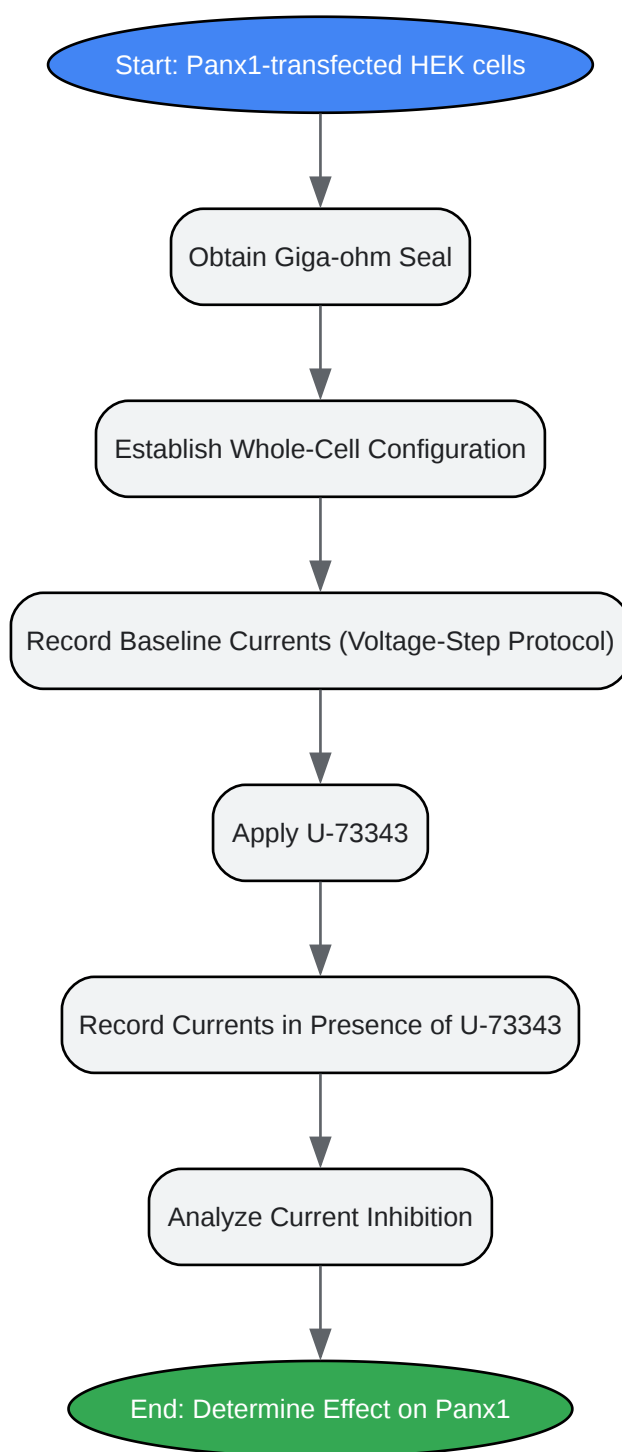 Start: Panx1-transfected HEK cells
Obtain Giga-ohm Seal
Establish Whole-Cell Configuration
Record Baseline Currents (Voltage-Step Protocol)
Apply U-73343
Record Currents in Presence of U-73343
Analyze Current Inhibition
End: Determine Effect on Panx1